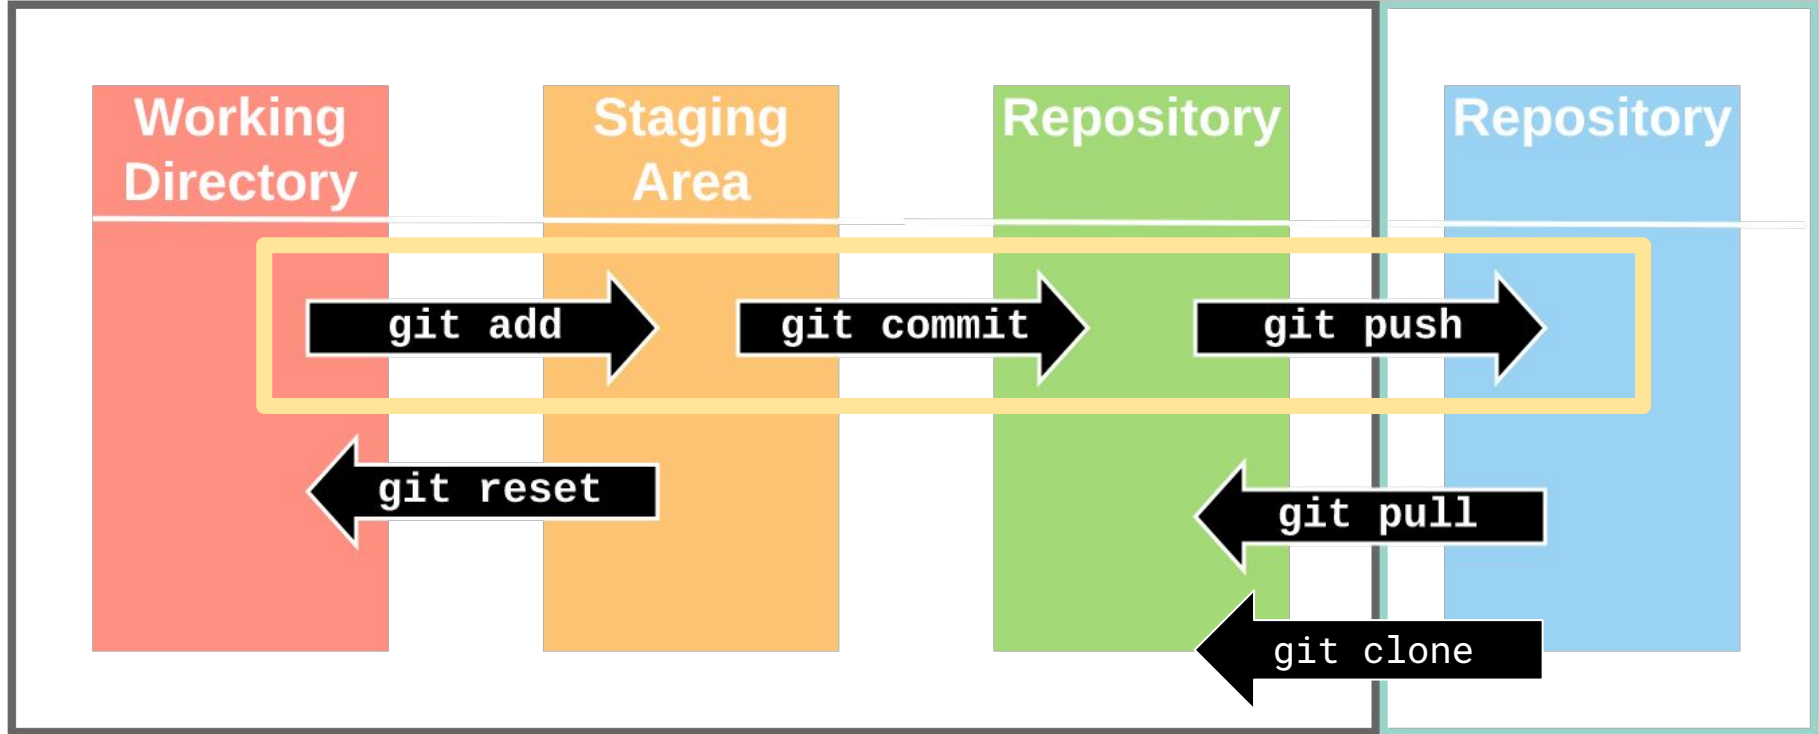 Working
Directory
Staging
Area
Repository
Repository
git add
git commit
git push
git reset
git pull
git clone